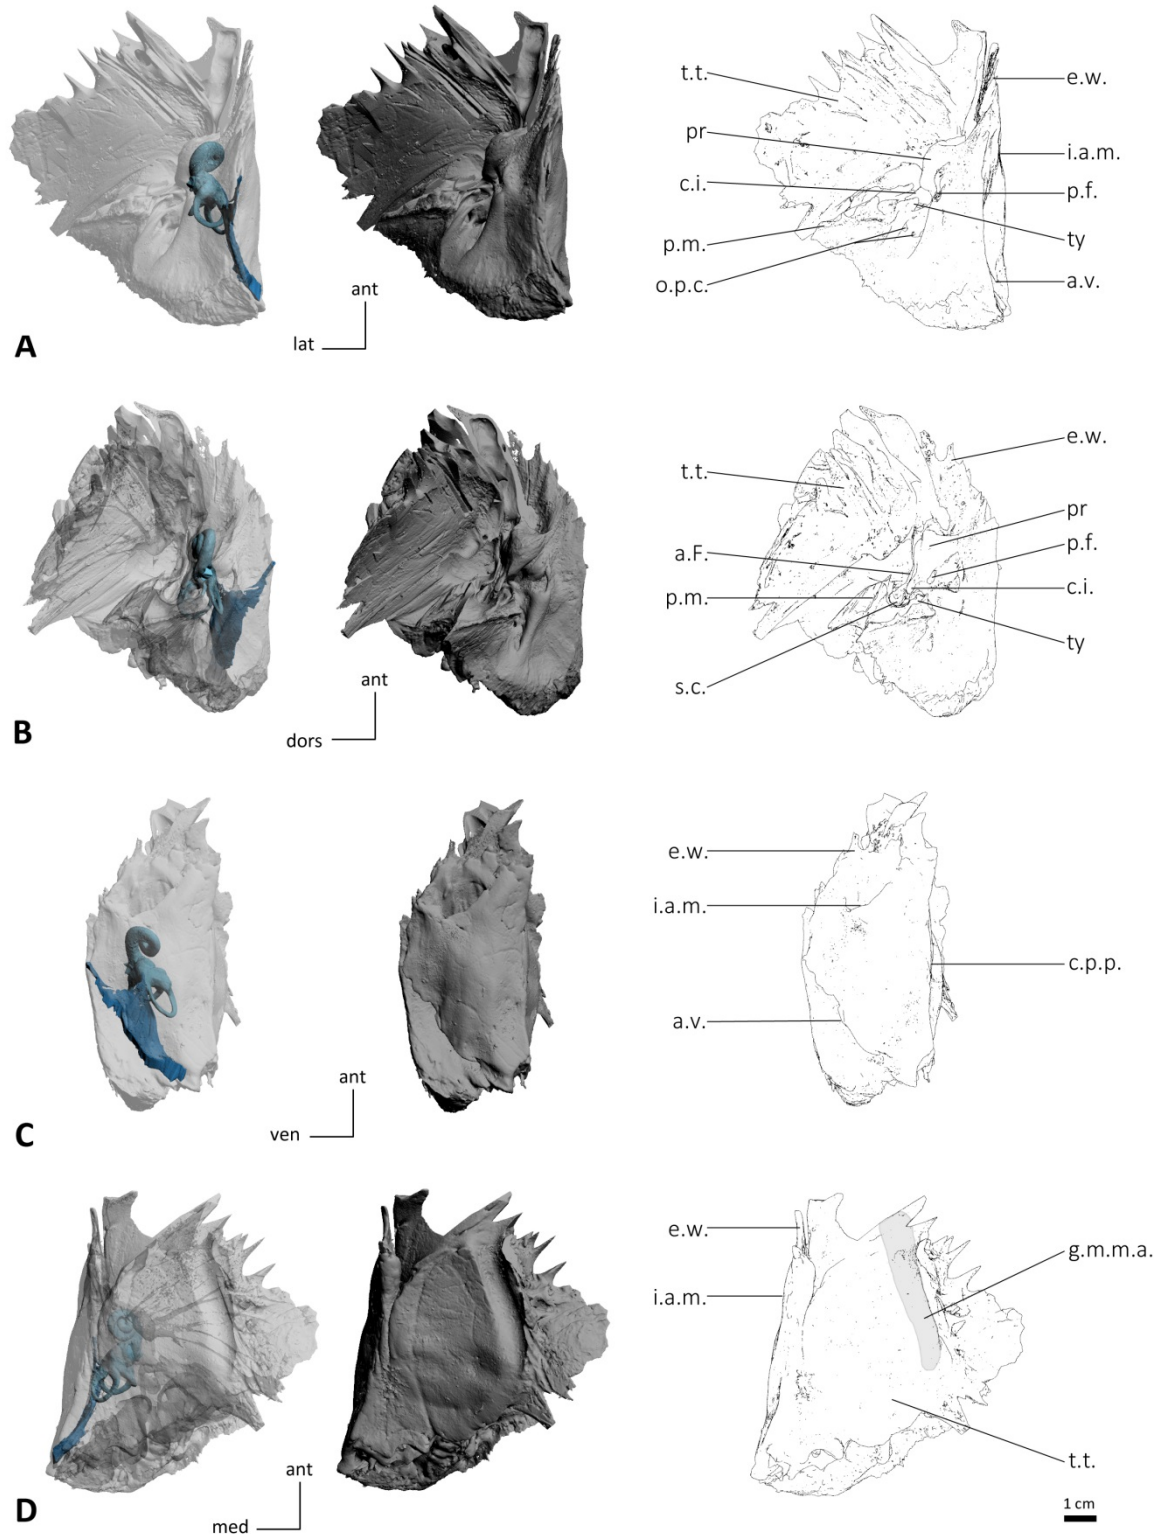 t.t.
e.w.
pr
i.a.m.
c.i.
p.f.
p.m.
ty
o.p.c.
a.v.
ant
lat
A
e.w.
t.t.
pr
a.F.
p.f.
p.m.
c.i.
ty
s.c.
ant
dors
B
e.w.
i.a.m.
c.p.p.
a.v.
ant
ven
C
e.w.
g.m.m.a.
i.a.m.
t.t.
ant
med
D
1 cm